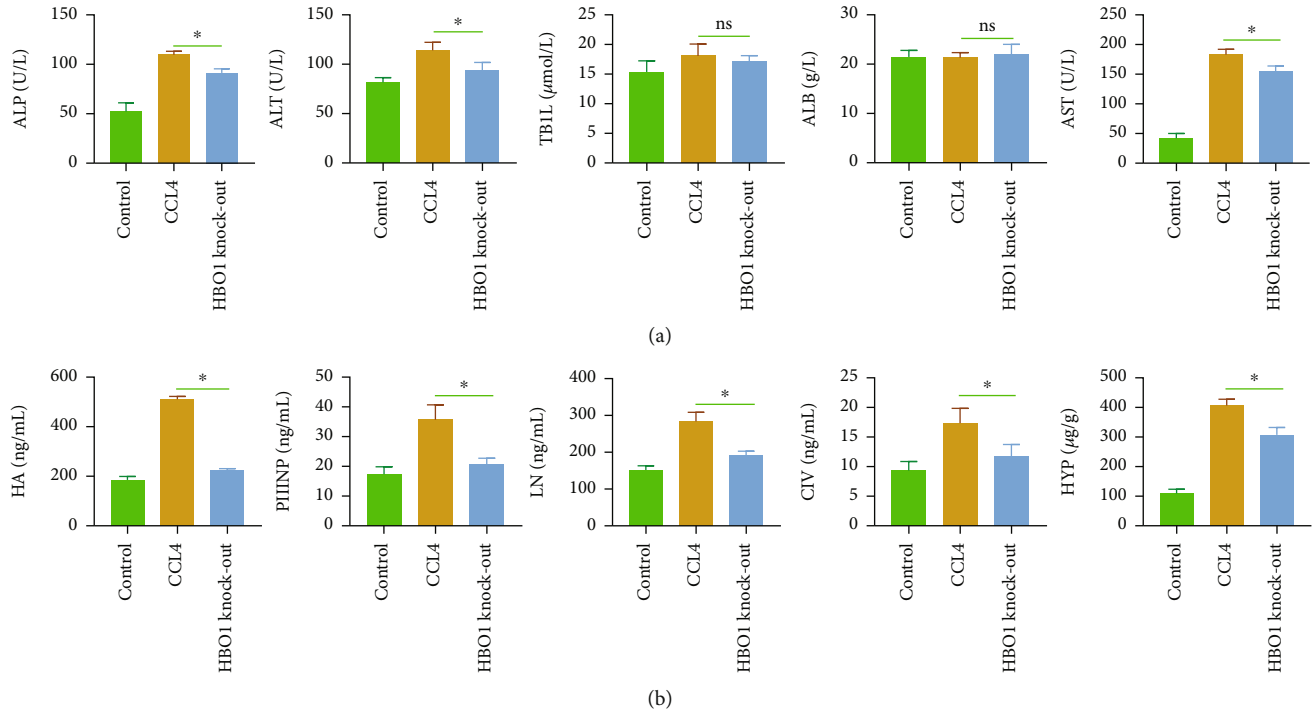 ALP (U/L)
150
100
50
0
*
Control
CCL4
HBO1 knock-out
ALT (U/L)
150
100
50
0
*
Control
CCL4
HBO1 knock-out
TB1L (μmol/L)
25
20
15
10
5
0
ns
Control
CCL4
HBO1 knock-out
ALB (g/L)
30
20
10
0
ns
Control
CCL4
HBO1 knock-out
AST (U/L)
250
200
150
100
50
0
*
Control
CCL4
HBO1 knock-out
(a)
HA (ng/mL)
600
400
200
0
*
Control
CCL4
HBO1 knock-out
PIIINP (ng/mL)
40
30
20
10
0
*
Control
CCL4
HBO1 knock-out
LN (ng/mL)
400
300
200
100
0
*
Control
CCL4
HBO1 knock-out
CIV (ng/mL)
25
20
15
10
5
0
*
Control
CCL4
HBO1 knock-out
HYP (μg/g)
500
400
300
200
100
0
*
Control
CCL4
HBO1 knock-out
(b)